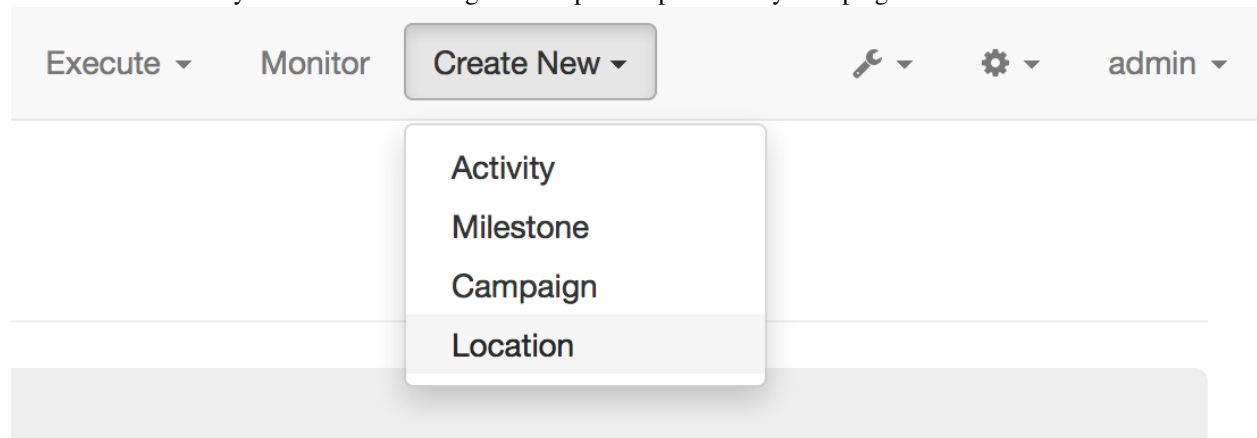 Execute Monitor Create New admin
Activity
Milestone
Campaign
Location